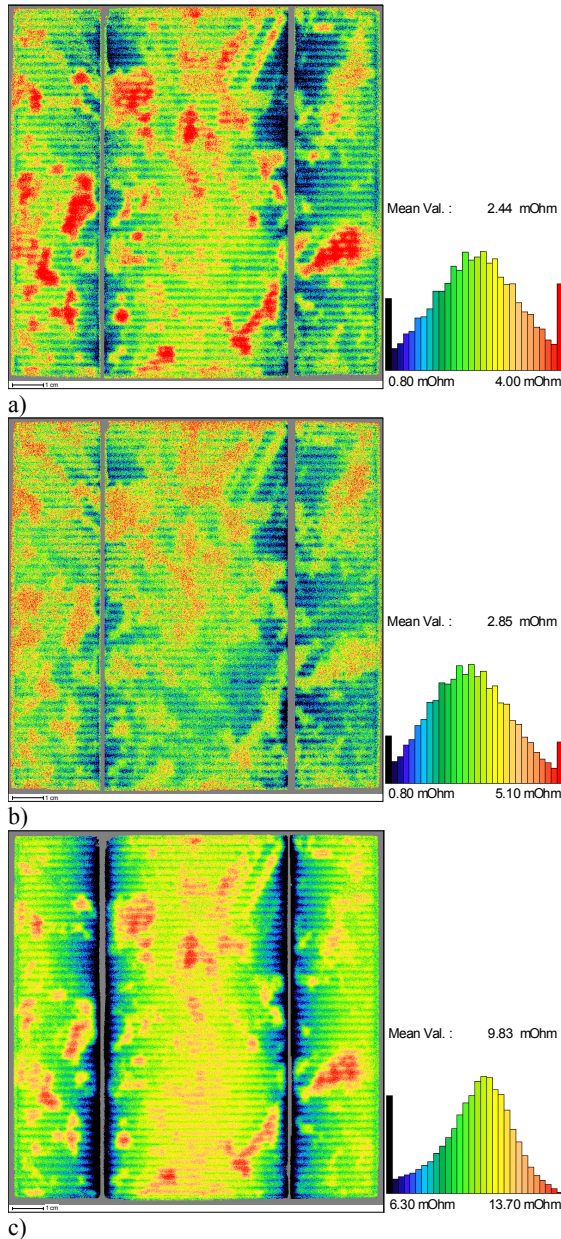 Mean Val. : 2.44 mOhm
0.80 mOhm 4.00 mOhm
1 cm
a)
Mean Val. : 2.85 mOhm
0.80 mOhm 5.10 mOhm
1 cm
b)
Mean Val. : 9.83 mOhm
6.30 mOhm 13.70 mOhm
1 cm
c)